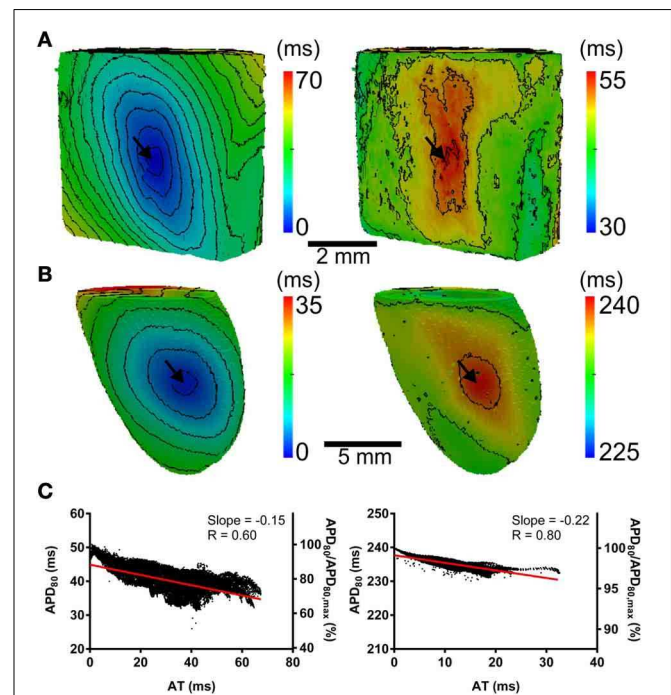 A
(ms)
70
0
2 mm
(ms)
55
30
B
(ms)
35
0
5 mm
(ms)
240
225
C
60
50
40
30
20
APD80
(ms)
Slope = -0.15
R = 0.60
100
80
60
40
APD80/APD80,max
(%)
0 20 40 60 80
AT (ms)
250
240
230
220
210
APD80 (ms)
Slope = -0.22
R = 0.80
100
95
90
APD80/APD80,max
(%)
0 10 20 30 40
AT (ms)